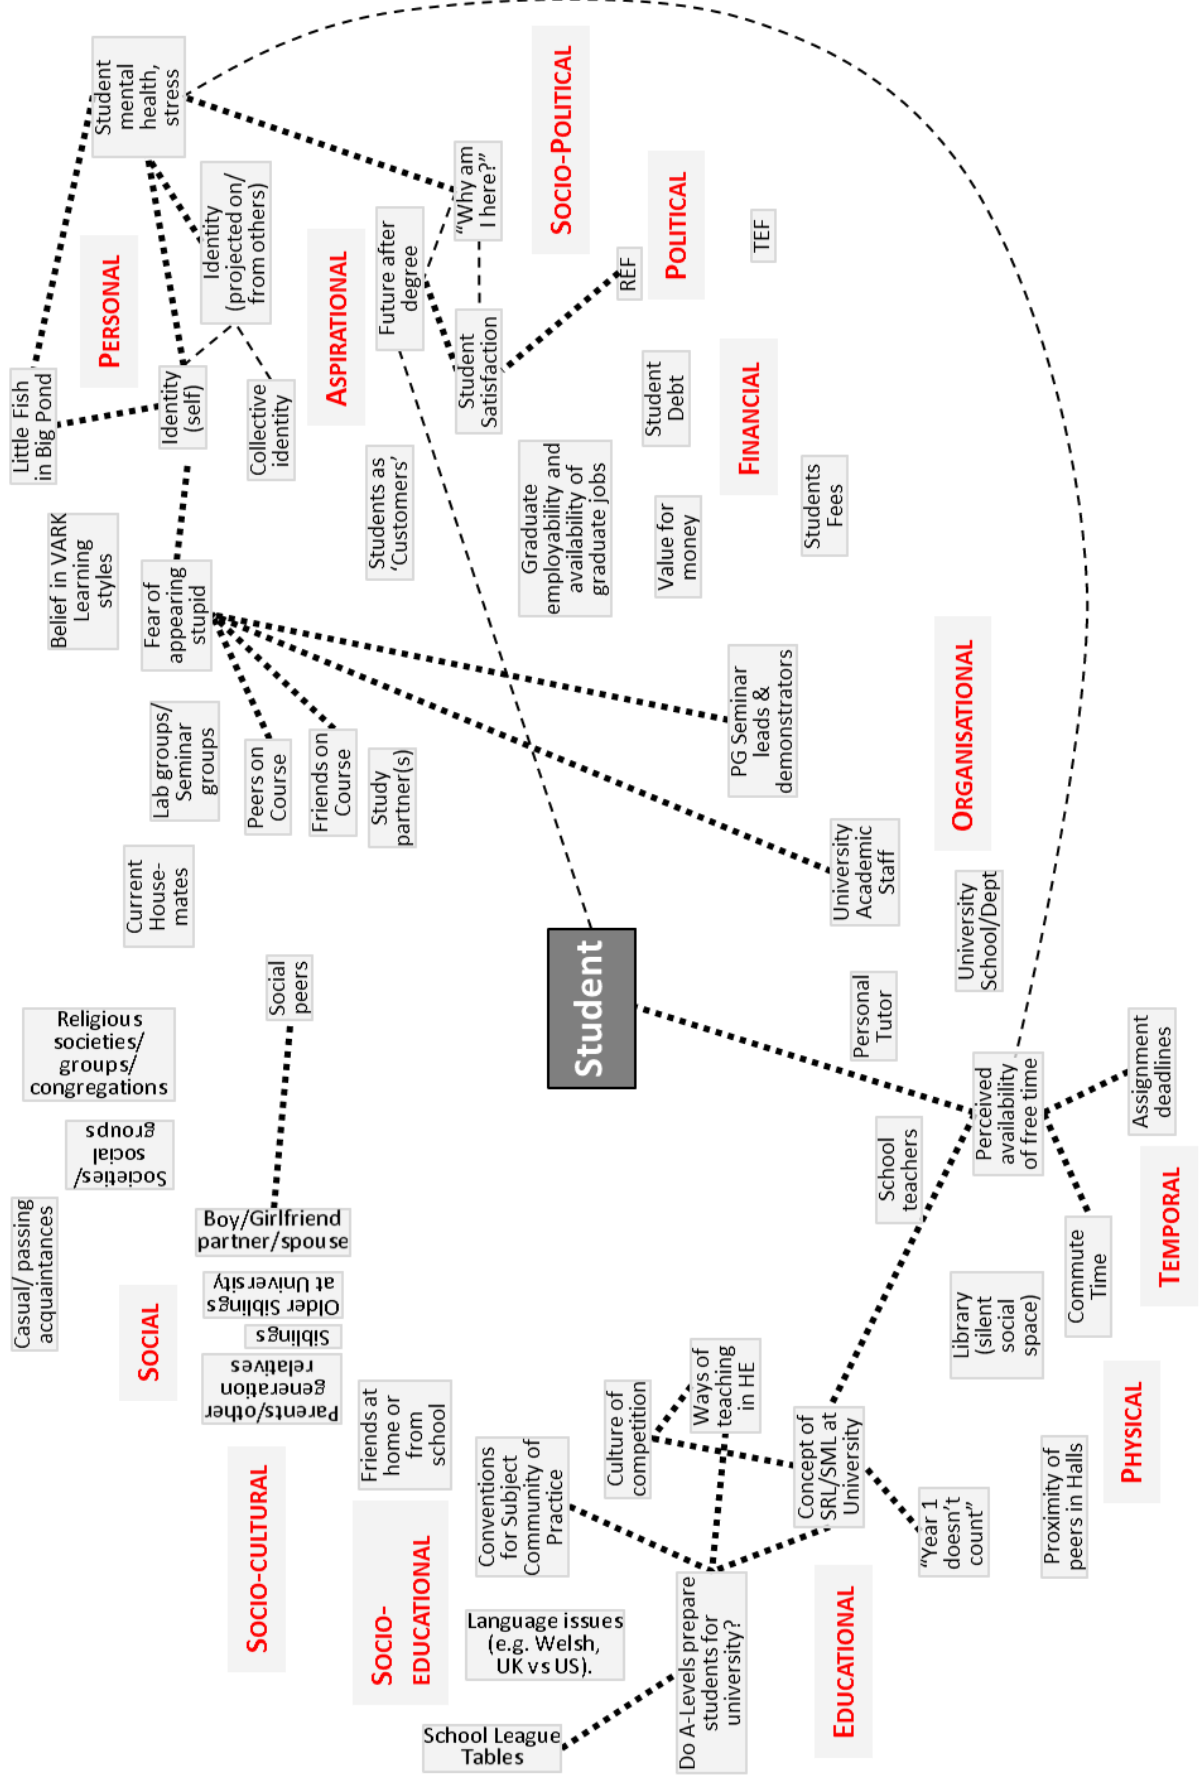 School League
Tables
Language issues
(e.g. Welsh,
UK vs US).
Do A-Levels prepare
students for
university?
SOCIO-CULTURAL
SOCIO-
EDUCATIONAL
EDUCATIONAL
Conventions
for Subject
Community of
Practice
Friends at
home or
from
school
Culture of
competition
Ways of
teaching
in HE
Concept of
SRL/SML at
University
"Year 1
doesn't
count"
Proximity of
peers in Halls
PHYSICAL
SOCIAL
Parents/other
generation
relatives
Siblings
Older Siblings
at University
Boy/Girlfriend
partner/spouse
Casual/ passing
acquaintances
Societies/
social
groups
Religious
societies/
groups/
congregations
Social
peers
Library
(silent
social
space)
Commute
Time
TEMPORAL
School
teachers
Perceived
availability
of free time
Assignment
deadlines
Personal
Tutor
Student
University
School/Dept
University
Academic
Staff
ORGANISATIONAL
PG Seminar
leads &
demonstrators
Current
House-
mates
Lab groups/
Seminar
groups
Peers on
Course
Friends on
Course
Study
partner(s)
Belief in VARK
Learning
styles
Fear of
appearing
stupid
Students as
'Customers'
Graduate
employability and
availability of
graduate jobs
Value for
money
Students
Fees
Student
Debt
FINANCIAL
Little Fish
in Big Pond
PERSONAL
Identity
(self)
Collective
identity
ASPIRATIONAL
Identity
(projected on/
from others)
Student
mental
health,
stress
Future after
degree
Student
Satisfaction
"Why am
I here?"
SOCIO-POLITICAL
REF
POLITICAL
TEF